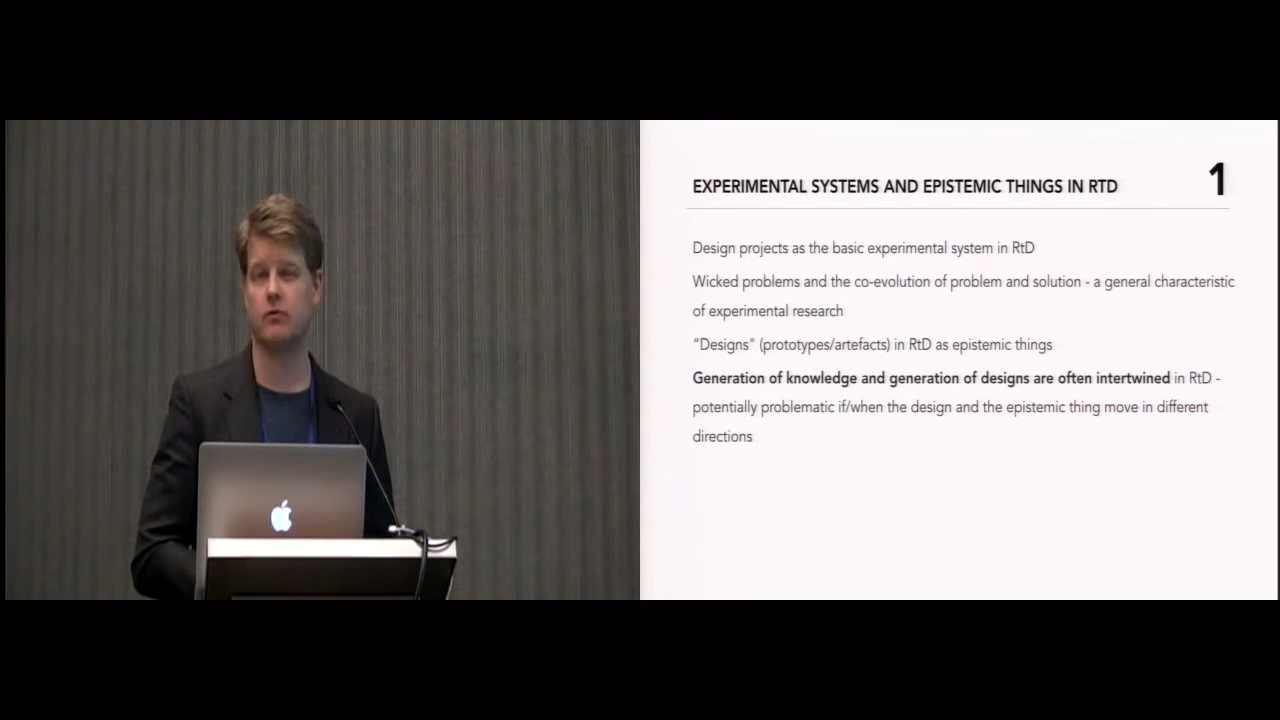 EXPERIMENTAL SYSTEMS AND EPISTEMIC THINGS IN RTD
1
Design projects as the basic experimental system in RtD
Wicked problems and the co-evolution of problem and solution - a general characteristic
of experimental research
“Designs" (prototypes/artefacts) in RtD as epistemic things
Generation of knowledge and generation of designs are often intertwined in RtD -
potentially problematic if/when the design and the epistemic thing move in different
directions